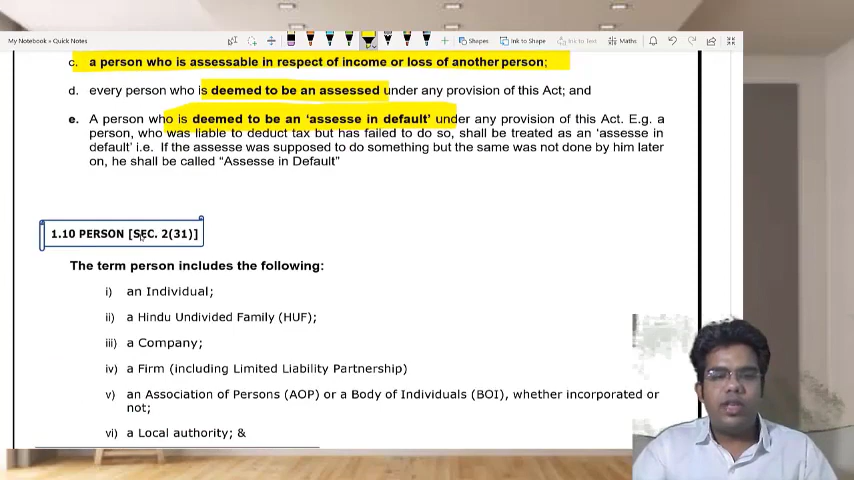 My Notebook » Quick Notes
Shapes
Ink to Shape
Ink to Text
Maths
c. a person who is assessable in respect of income or loss of another person;
d. every person who is deemed to be an assessed under any provision of this Act; and
e. A person who is deemed to be an ‘assesse in default’ under any provision of this Act. E.g. a
person, who was liable to deduct tax but has failed to do so, shall be treated as an ‘assesse in
default’ i.e. If the assesse was supposed to do something but the same was not done by him later
on, he shall be called “Assesse in Default”
1.10 PERSON [SEC. 2(31)]
The term person includes the following:
i) an Individual;
ii) a Hindu Undivided Family (HUF);
iii) a Company;
iv) a Firm (including Limited Liability Partnership)
v) an Association of Persons (AOP) or a Body of Individuals (BOI), whether incorporated or
not;
vi) a Local authority; &